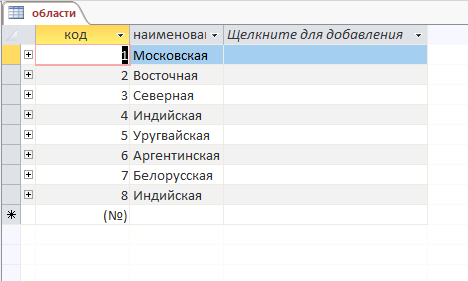 области
код наименован Щелкните для добавления
1 Московская
2 Восточная
3 Северная
4 Индийская
5 Уругвайская
6 Аргентинская
7 Белорусская
8 Индийская
(№)